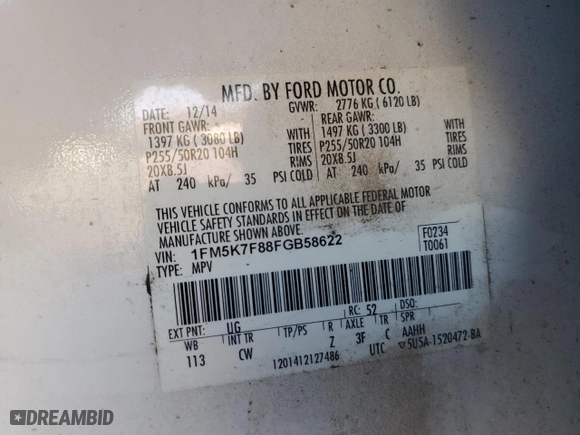 MFD. BY FORD MOTOR CO.
DATE: 12/14 GVWR: 2776 KG ( 6120 LB)
FRONT GAWR: REAR GAWR:
1397 KG ( 3080 LB) WITH 1497 KG ( 3300 LB) WITH
P255/50R20 104H TIRES P255/50R20 104H TIRES
20X8.5J RIMS 20X8.5J RIMS
AT 240 kPa/ 35 PSI COLD AT 240 kPa/ 35 PSI COLD
THIS VEHICLE CONFORMS TO ALL APPLICABLE FEDERAL MOTOR
VEHICLE SAFETY STANDARDS IN EFFECT ON THE DATE OF
MANUFACTURE SHOWN ABOVE.
VIN: 1FM5K7F88FGB58622 F0234
TYPE: MPV T0061
EXT PNT: UG RC: 52 DSO:
WB INT TR TP/PS R AXLE TR SPR
113 CW Z 3F C AAHH
1201412127486 UTC ▽5U5A-1520472-BA
DREAMBID